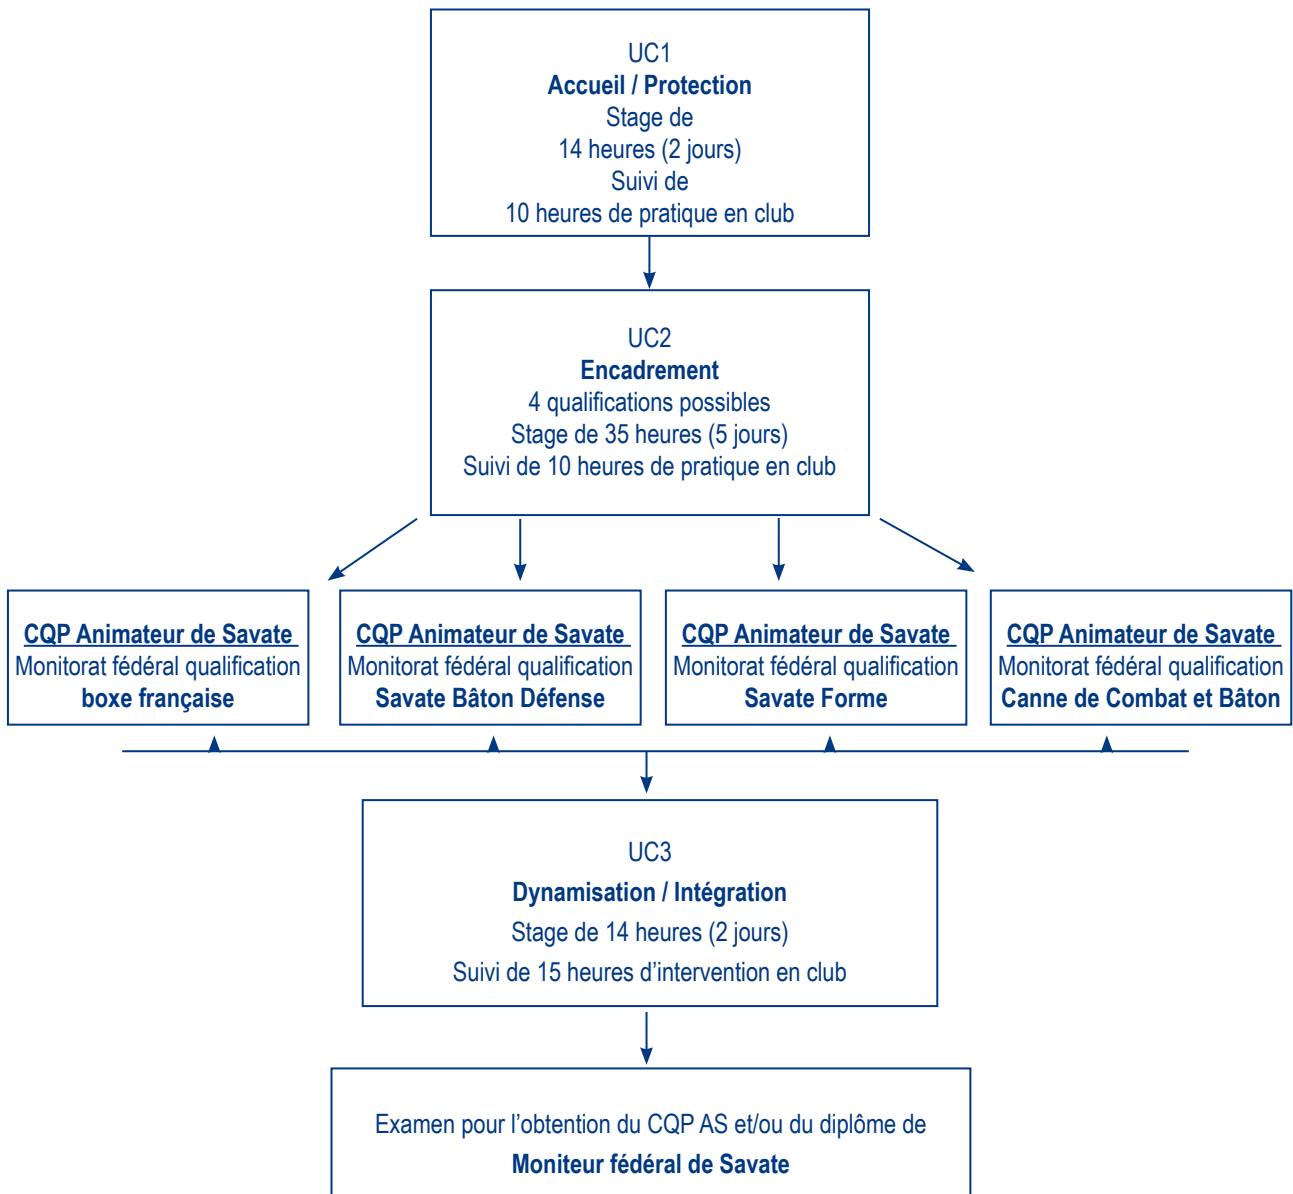 UC1
Accueil / Protection
Stage de
14 heures (2 jours)
Suivi de
10 heures de pratique en club
UC2
Encadrement
4 qualifications possibles
Stage de 35 heures (5 jours)
Suivi de 10 heures de pratique en club
CQP Animateur de Savate
Monitorat fédéral qualification
boxe française
CQP Animateur de Savate
Monitorat fédéral qualification
Savate Bâton Défense
CQP Animateur de Savate
Monitorat fédéral qualification
Savate Forme
CQP Animateur de Savate
Monitorat fédéral qualification
Canne de Combat et Bâton
UC3
Dynamisation / Intégration
Stage de 14 heures (2 jours)
Suivi de 15 heures d’intervention en club
Examen pour l’obtention du CQP AS et/ou du diplôme de
Moniteur fédéral de Savate